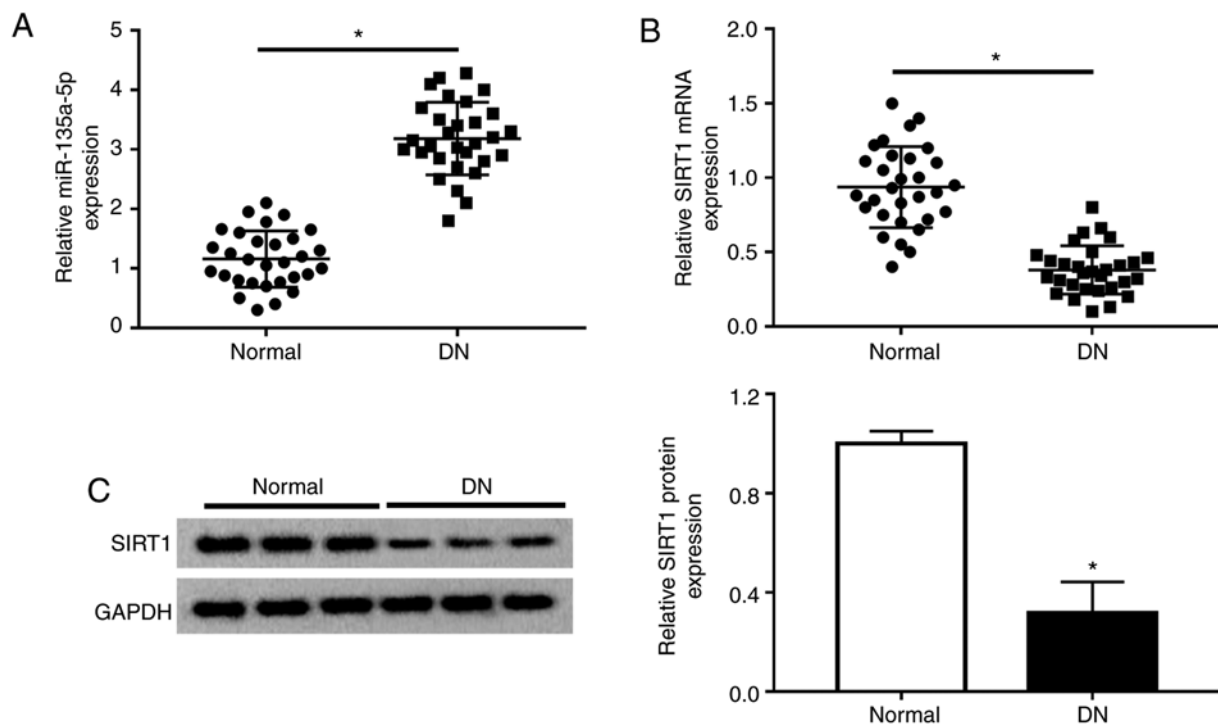 A
Relative miR-135a-5p
expression
5
4
3
2
1
0
*
Normal
DN
B
Relative SIRT1 mRNA
expression
2.0
1.5
1.0
0.5
0.0
*
Normal
DN
C
Normal
DN
SIRT1
GAPDH
Relative SIRT1 protein
expression
1.2
0.8
0.4
0.0
*
Normal
DN